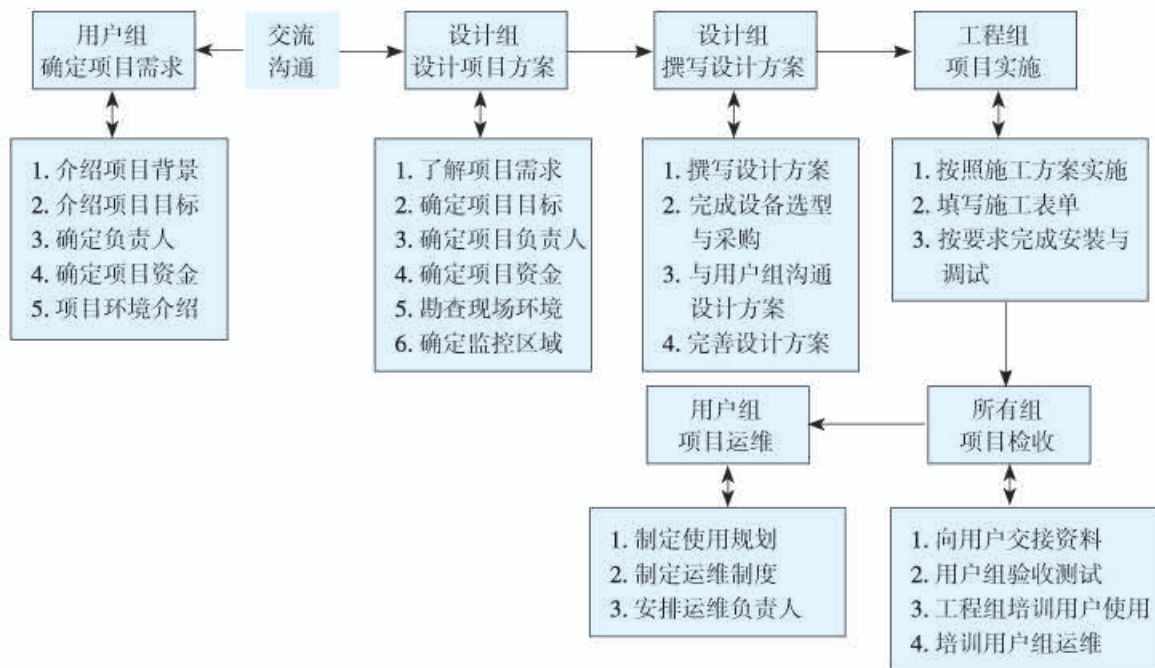 用户组
确定项目需求
交流
沟通
设计组
设计项目方案
设计组
撰写设计方案
工程组
项目实施
1. 介绍项目背景
2. 介绍项目目标
3. 确定负责人
4. 确定项目资金
5. 项目环境介绍
1. 了解项目需求
2. 确定项目目标
3. 确定项目负责人
4. 确定项目资金
5. 勘查现场环境
6. 确定监控区域
1. 撰写设计方案
2. 完成设备选型
与采购
3. 与用户组沟通
设计方案
4. 完善设计方案
1. 按照施工方案实施
2. 填写施工表单
3. 按要求完成安装与
调试
用户组
项目运维
所有组
项目检收
1. 制定使用规划
2. 制定运维制度
3. 安排运维负责人
1. 向用户交接资料
2. 用户组验收测试
3. 工程组培训用户使用
4. 培训用户组运维